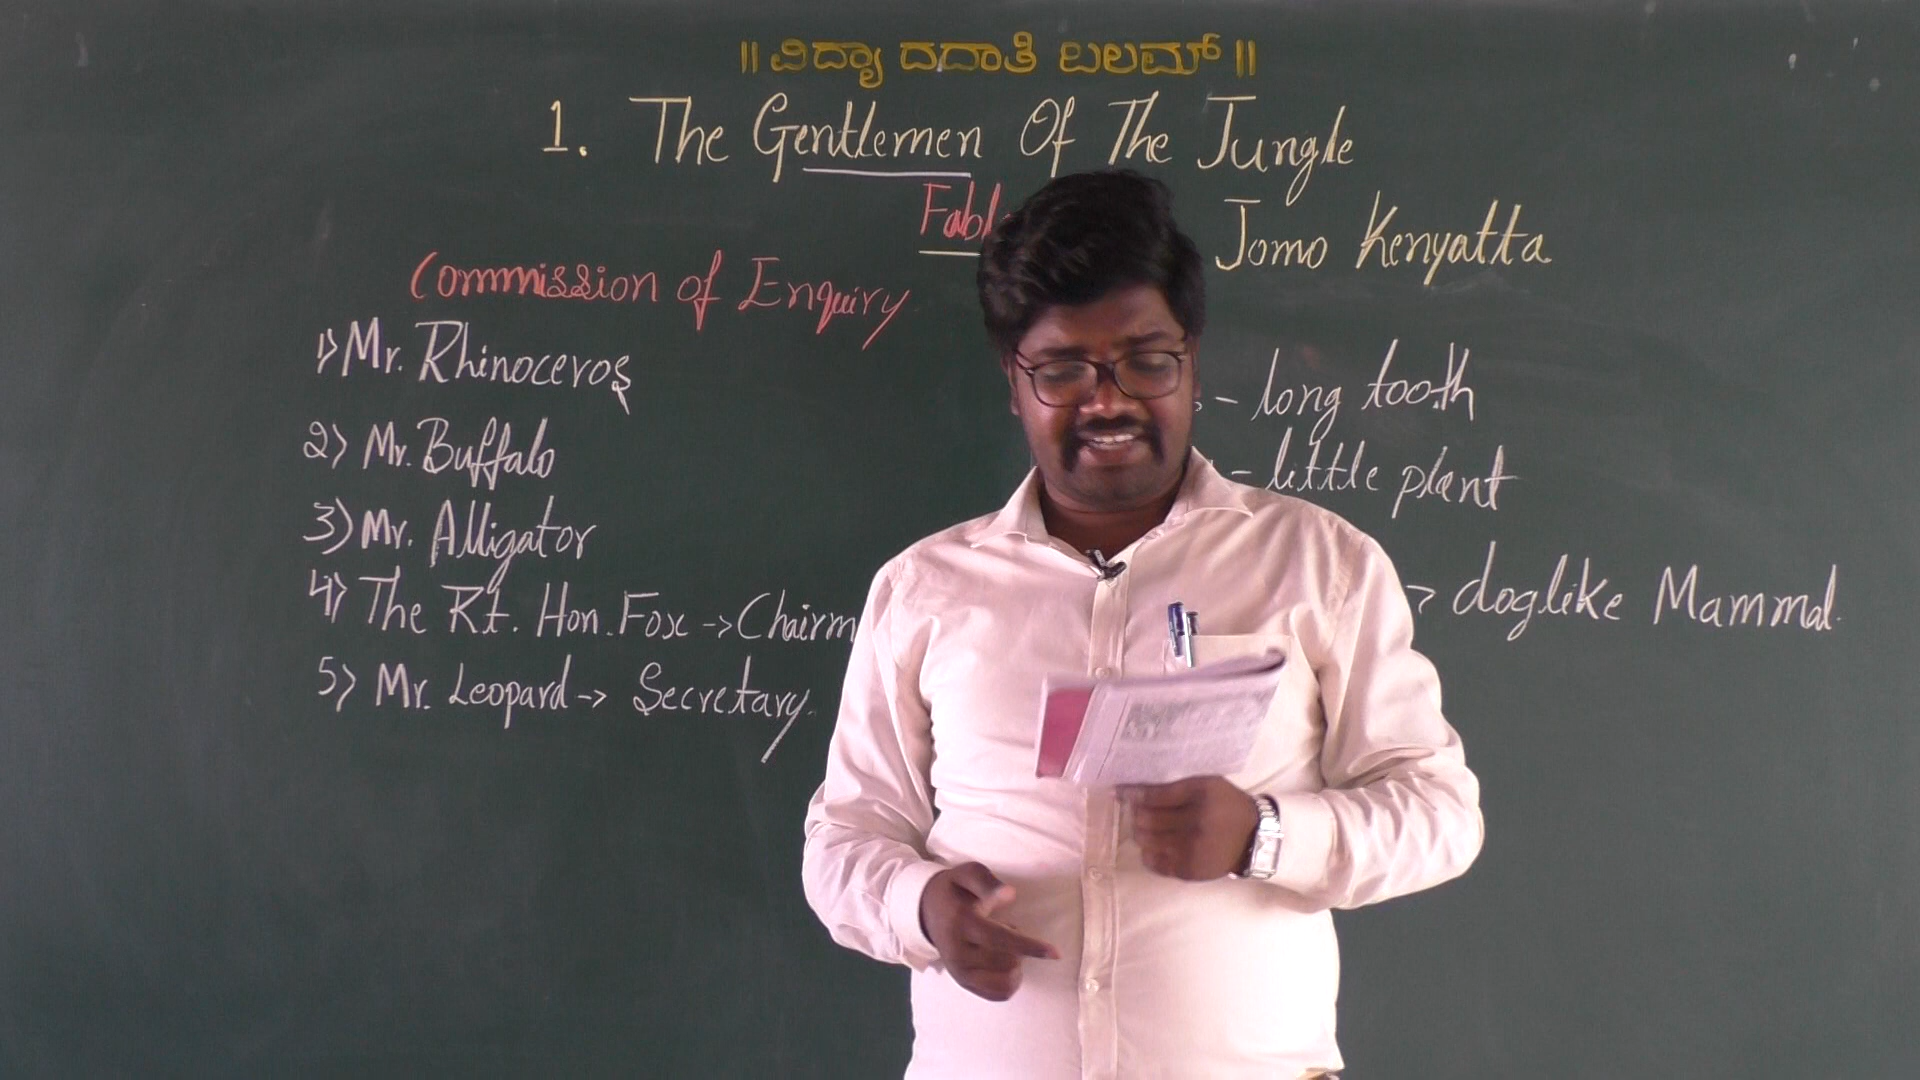 ॥ ವಿದ್ಯಾ ದದಾತಿ ಬಲಮ್ ॥
1. The Gentlemen Of The Jungle
Jomo Kenyatta
Commission of Enquiry
1) Mr. Rhinoceros
2) Mr. Buffalo
3) Mr. Alligator
4) The Rt. Hon. Fox -> Chairm
5) Mr. Leopard -> Secretary.
- long tooth
- little plant
doglike Mammal.